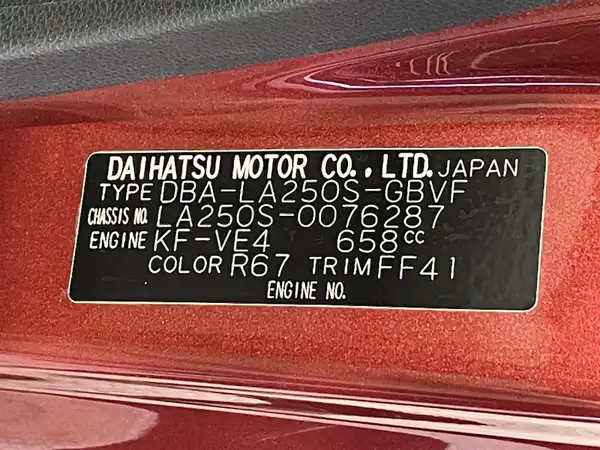 DAIHATSU MOTOR CO., LTD. JAPAN
TYPE DBA-LA250S-GBVF
CHASSIS NO. LA250S-0076287
ENGINE KF-VE4 658cc
COLOR R67 TRIM FF41
ENGINE NO.